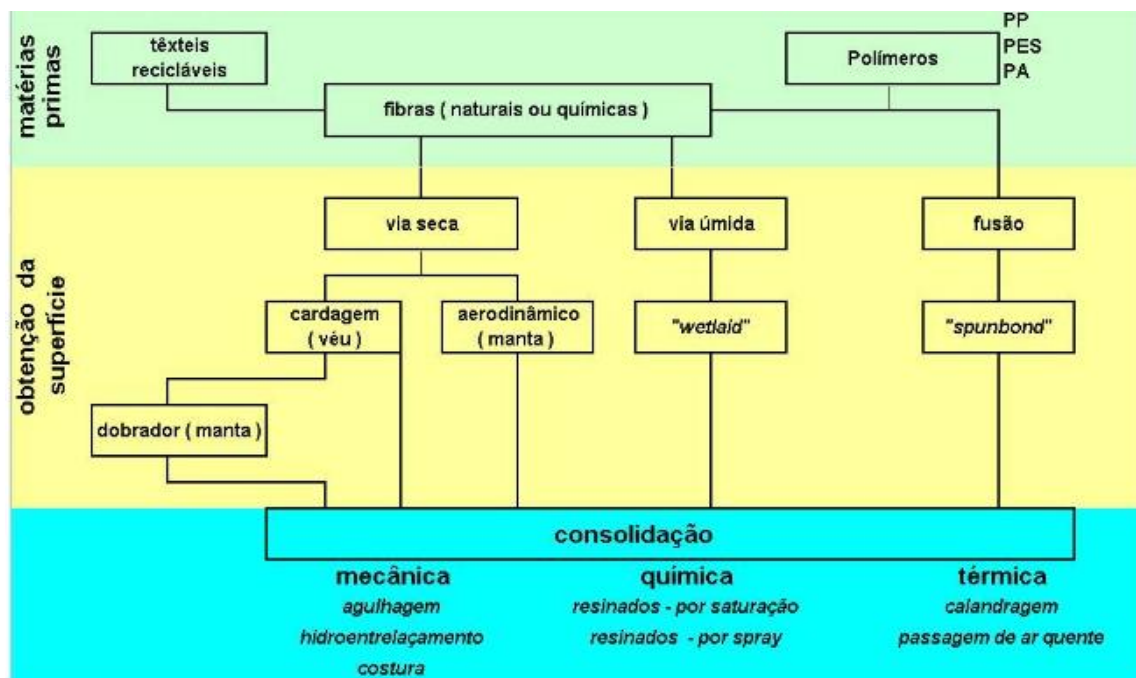 matérias
primas
têxteis
recicláveis
Polímeros
PP
PES
PA
fibras ( naturais ou químicas )
obtenção da
superfície
via seca
via úmida
fusão
cardagem
( véu )
aerodinâmico
( manta )
"wetlaid"
"spunbond"
dobrador ( manta )
consolidação
mecânica
agulhagem
hidroentrelaçamento
costura
química
resinados - por saturação
resinados - por spray
térmica
calandragem
passagem de ar quente